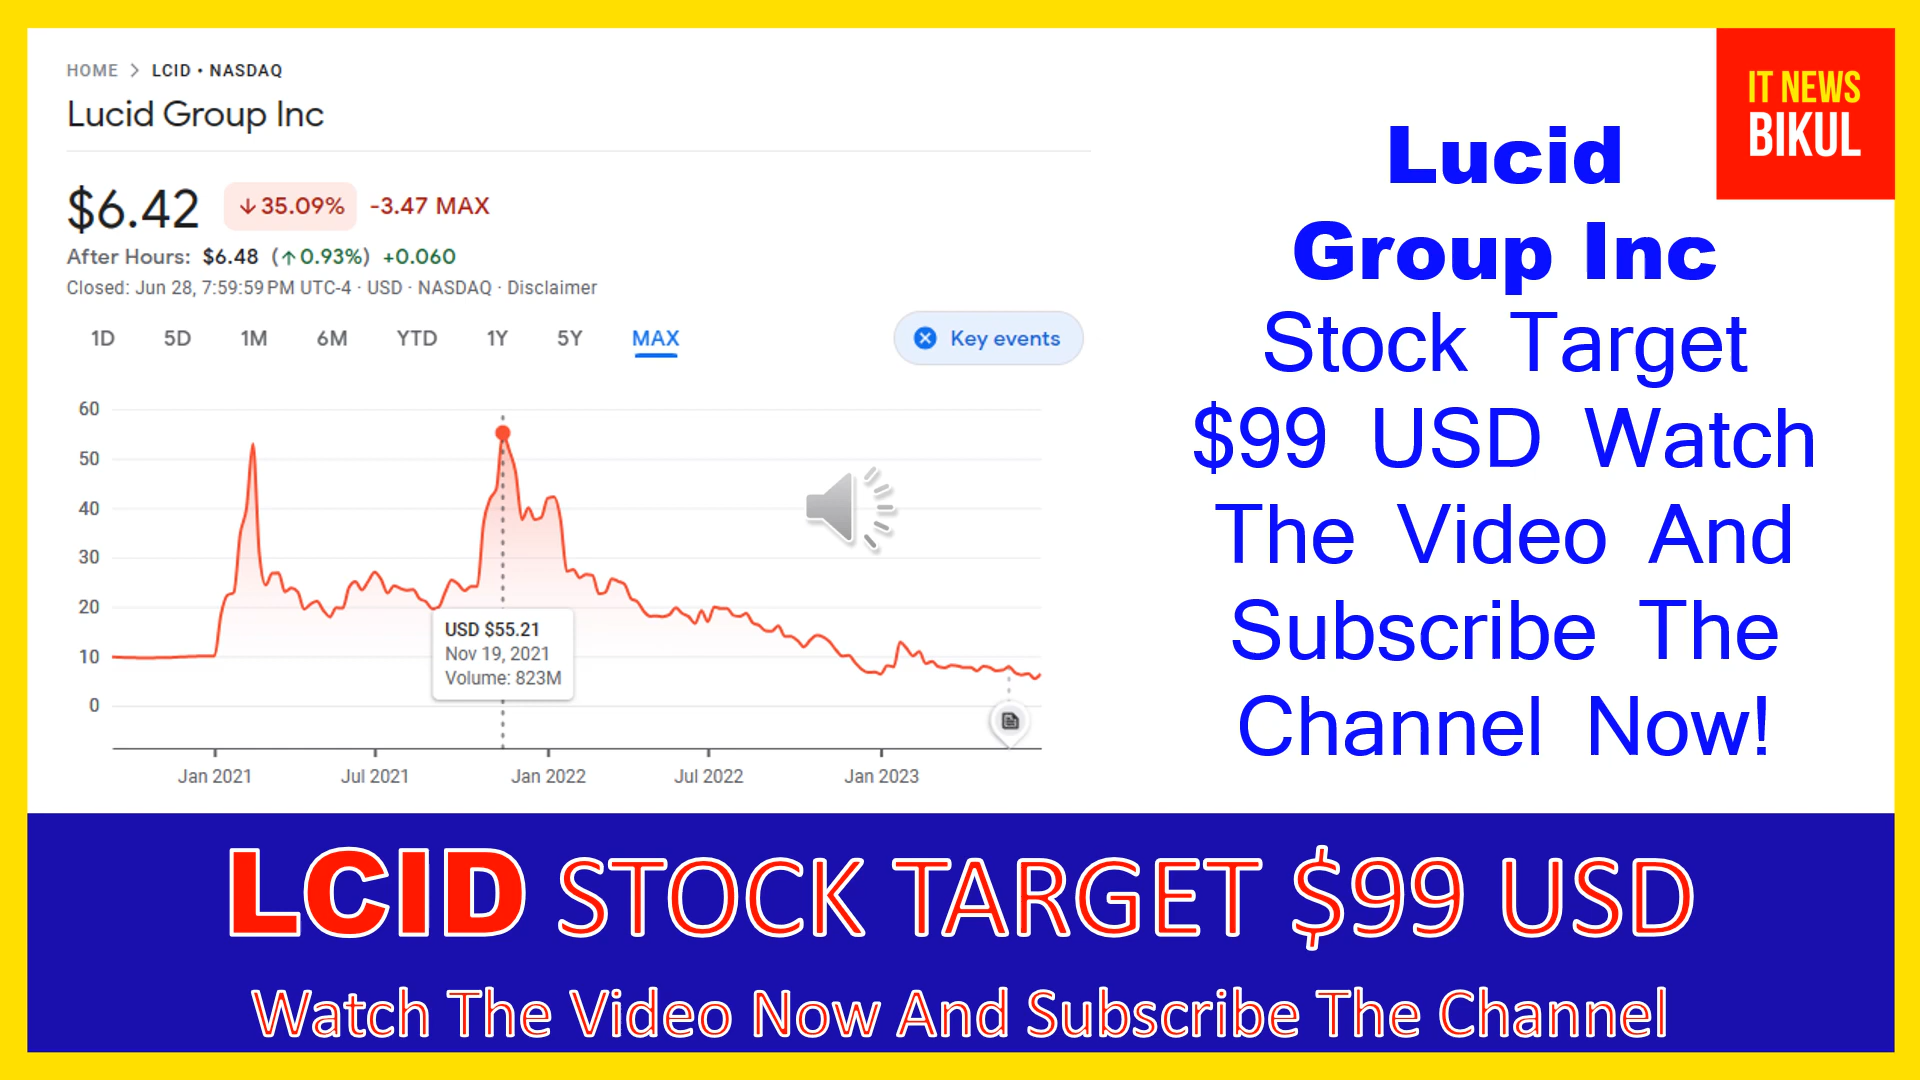 HOME > LCID • NASDAQ
Lucid Group Inc
$6.42 ↓35.09% -3.47 MAX
After Hours: $6.48 (↑0.93%) +0.060
Closed: Jun 28, 7:59:59 PM UTC-4 · USD · NASDAQ · Disclaimer
1D 5D 1M 6M YTD 1Y 5Y MAX
Key events
60
50
40
30
20
10
0
USD $55.21
Nov 19, 2021
Volume: 823M
Jan 2021 Jul 2021 Jan 2022 Jul 2022 Jan 2023
IT NEWS
BIKUL
Lucid
Group Inc
Stock Target
$99 USD Watch
The Video And
Subscribe The
Channel Now!
LCID STOCK TARGET $99 USD
Watch The Video Now And Subscribe The Channel